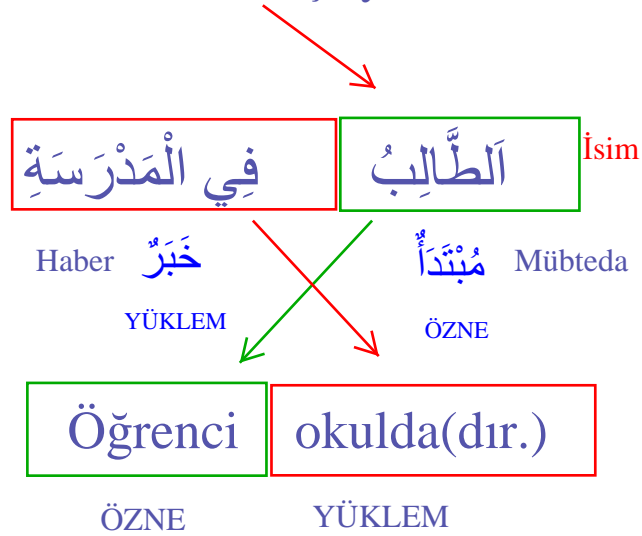 اَلطَّالِبُ فِي الْمَدْرَسَةِ
İsim
Haber خَبَرٌ مُبْتَدَأٌ Mübteda
YÜKLEM ÖZNE
Öğrenci okulda(dır.)
ÖZNE YÜKLEM